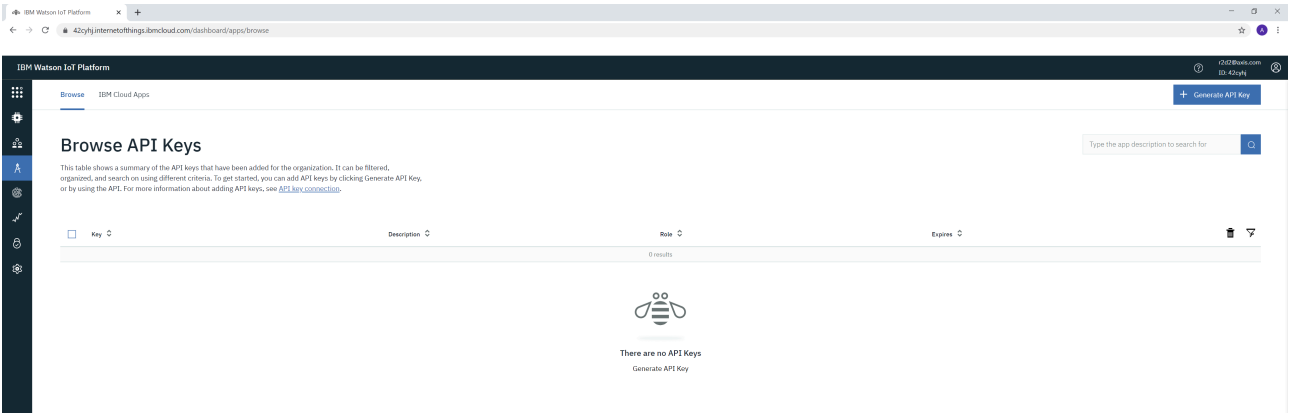 IBM Watson IoT Platform
42cyhj.internetofthings.ibmcloud.com/dashboard/apps/browse
A
IBM Watson IoT Platform
r2d2@axis.com
ID: 42cyhj
Browse IBM Cloud Apps
+ Generate API Key
Browse API Keys
Type the app description to search for
This table shows a summary of the API keys that have been added for the organization. It can be filtered,
organized, and search on using different criteria. To get started, you can add API keys by clicking Generate API Key,
or by using the API. For more information about adding API keys, see API key connection.
Key Description Role Expires
0 results
There are no API Keys
Generate API Key